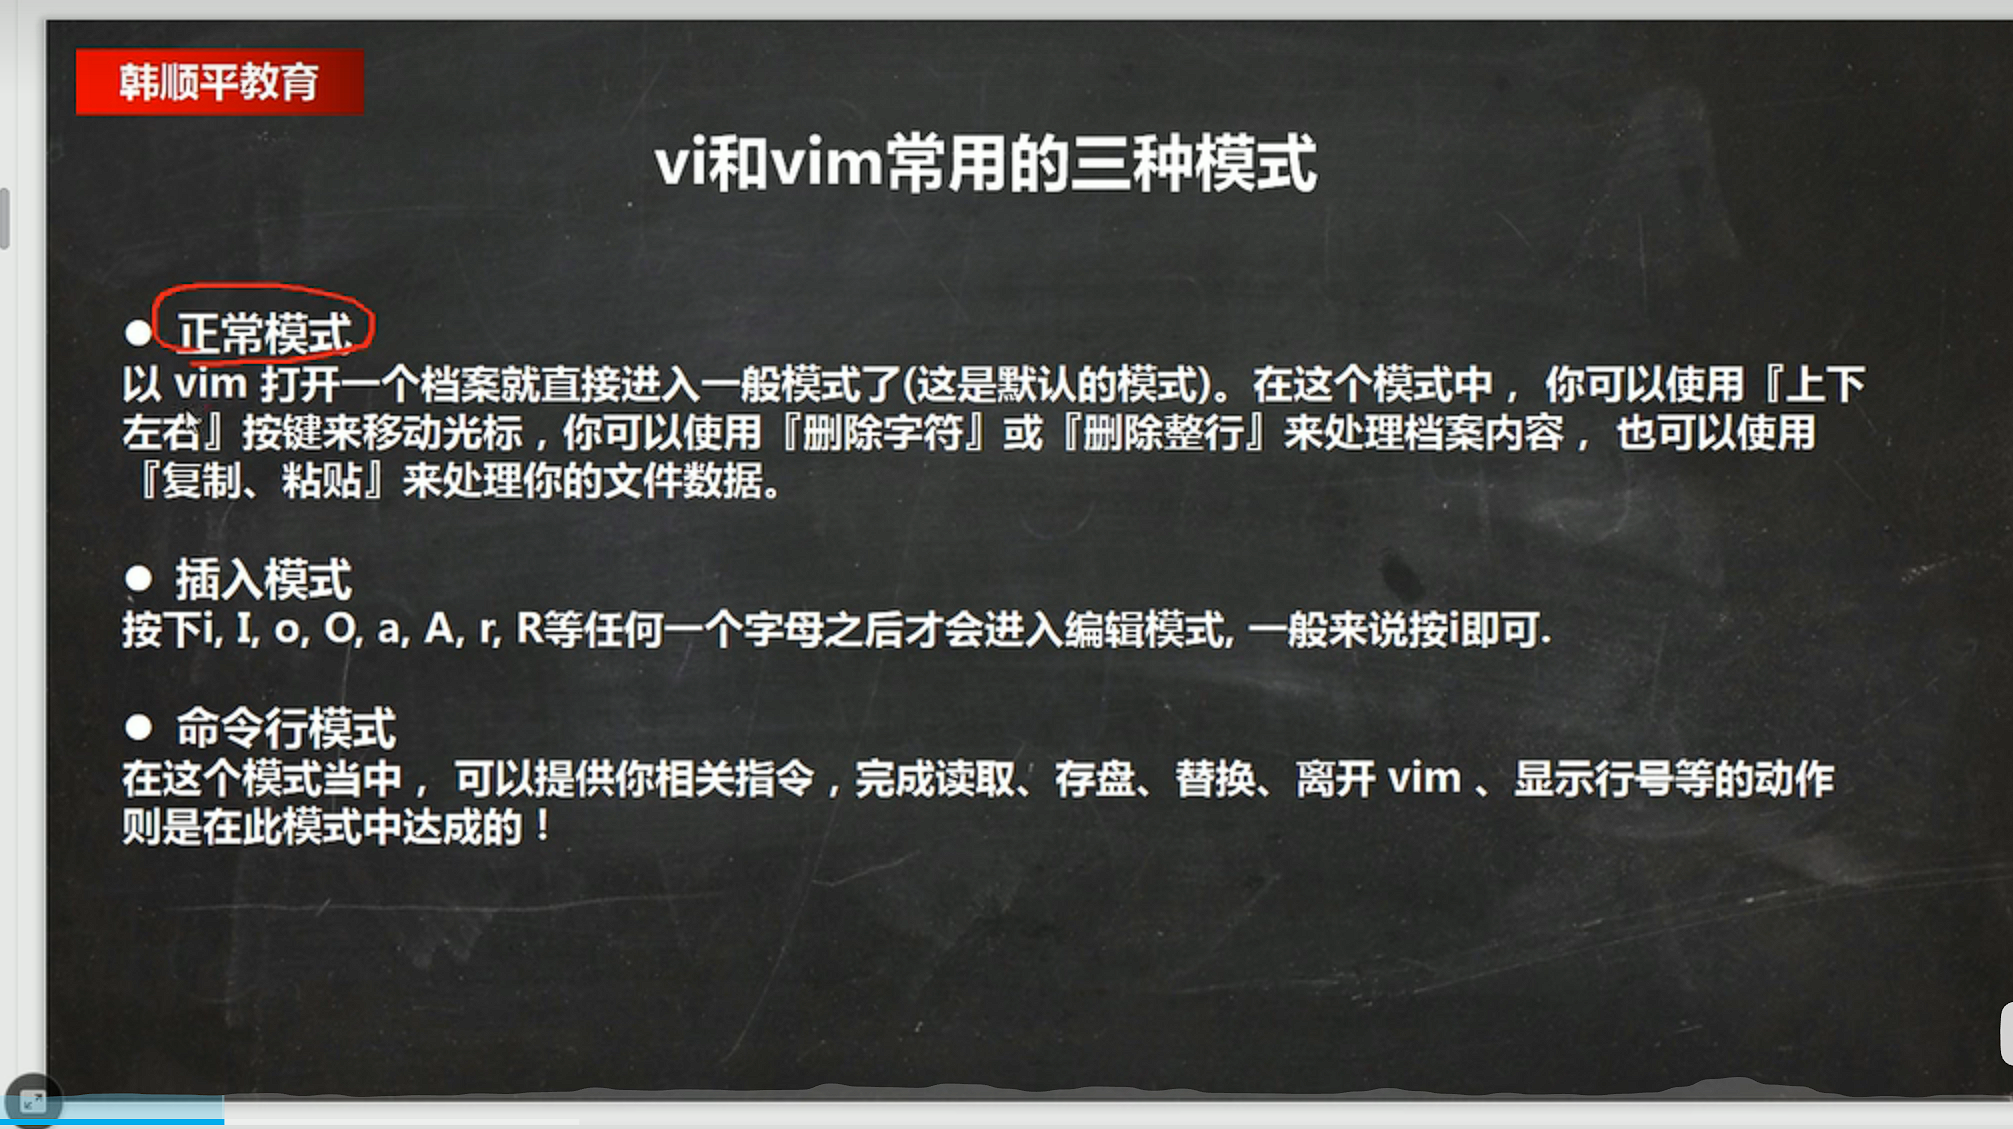 韩顺平教育
vi和vim常用的三种模式
● 正常模式
以 vim 打开一个档案就直接进入一般模式了(这是默认的模式)。在这个模式中， 你可以使用『上下
左右』按键来移动光标，你可以使用『删除字符』或『删除整行』来处理档案内容， 也可以使用
『复制、粘贴』来处理你的文件数据。
● 插入模式
按下i, I, o, O, a, A, r, R等任何一个字母之后才会进入编辑模式, 一般来说按i即可.
● 命令行模式
在这个模式当中， 可以提供你相关指令，完成读取、存盘、替换、离开 vim 、显示行号等的动作
则是在此模式中达成的！